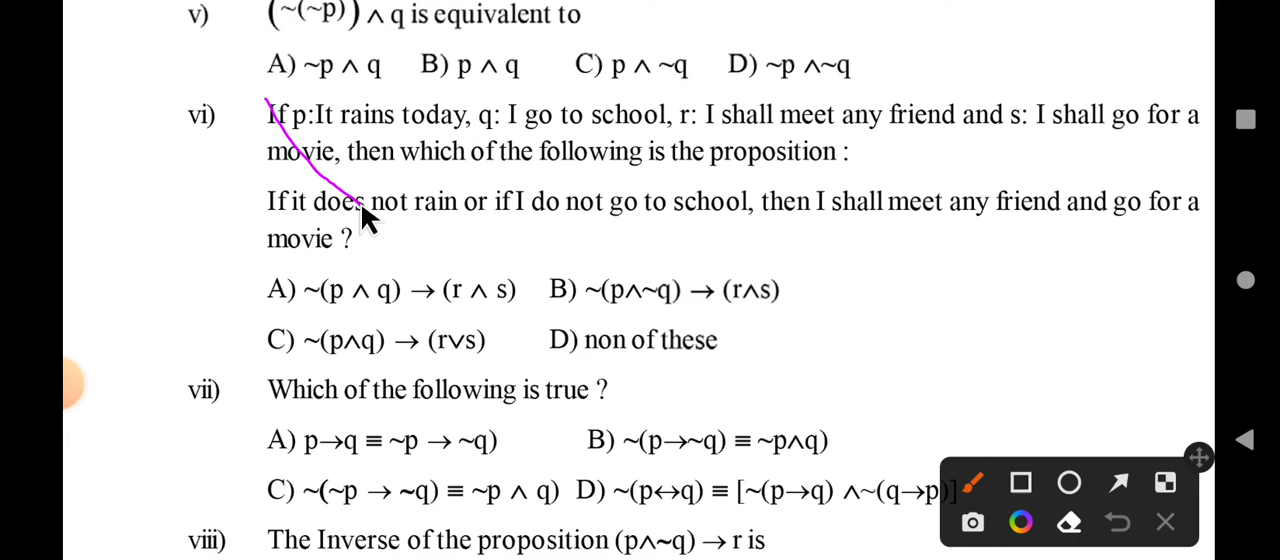 v) (~(~p)) ∧ q is equivalent to
A) ~p ∧ q B) p ∧ q C) p ∧ ~q D) ~p ∧~q
vi) If p:It rains today, q: I go to school, r: I shall meet any friend and s: I shall go for a
movie, then which of the following is the proposition :
If it does not rain or if I do not go to school, then I shall meet any friend and go for a
movie ?
A) ~(p ∧ q) → (r ∧ s) B) ~(p∧~q) → (r∧s)
C) ~(p∧q) → (r∨s) D) non of these
vii) Which of the following is true ?
A) p→q ≡ ~p → ~q) B) ~(p→~q) ≡ ~p∧q)
C) ~(~p → ~q) ≡ ~p ∧ q) D) ~(p↔q) ≡ [~(p→q) ∧~(q→p)]
viii) The Inverse of the proposition (p∧~q) → r is